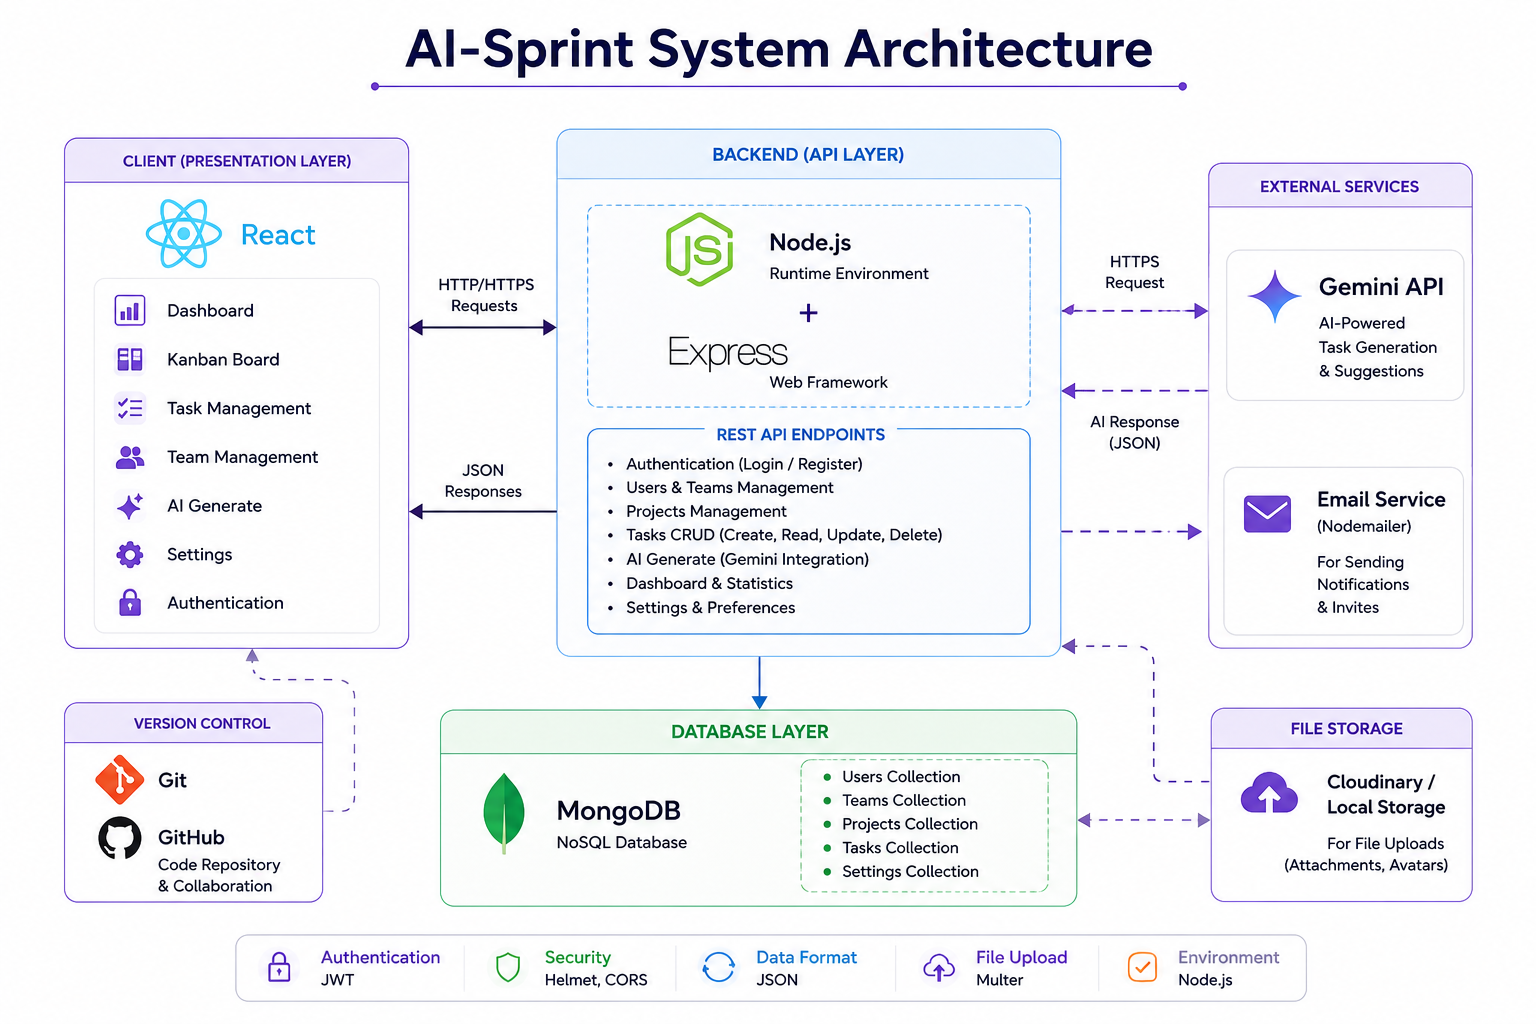 AI-Sprint System Architecture
CLIENT (PRESENTATION LAYER)
React
Dashboard
Kanban Board
Task Management
Team Management
AI Generate
Settings
Authentication
HTTP/HTTPS
Requests
JSON
Responses
BACKEND (API LAYER)
JS
Node.js
Runtime Environment
+
Express
Web Framework
REST API ENDPOINTS
• Authentication (Login / Register)
• Users & Teams Management
• Projects Management
• Tasks CRUD (Create, Read, Update, Delete)
• AI Generate (Gemini Integration)
• Dashboard & Statistics
• Settings & Preferences
HTTPS
Request
AI Response
(JSON)
EXTERNAL SERVICES
Gemini API
AI-Powered
Task Generation
& Suggestions
Email Service
(Nodemailer)
For Sending
Notifications
& Invites
VERSION CONTROL
Git
GitHub
Code Repository
& Collaboration
DATABASE LAYER
MongoDB
NoSQL Database
• Users Collection
• Teams Collection
• Projects Collection
• Tasks Collection
• Settings Collection
FILE STORAGE
Cloudinary /
Local Storage
For File Uploads
(Attachments, Avatars)
Authentication
JWT
Security
Helmet, CORS
Data Format
JSON
File Upload
Multer
Environment
Node.js